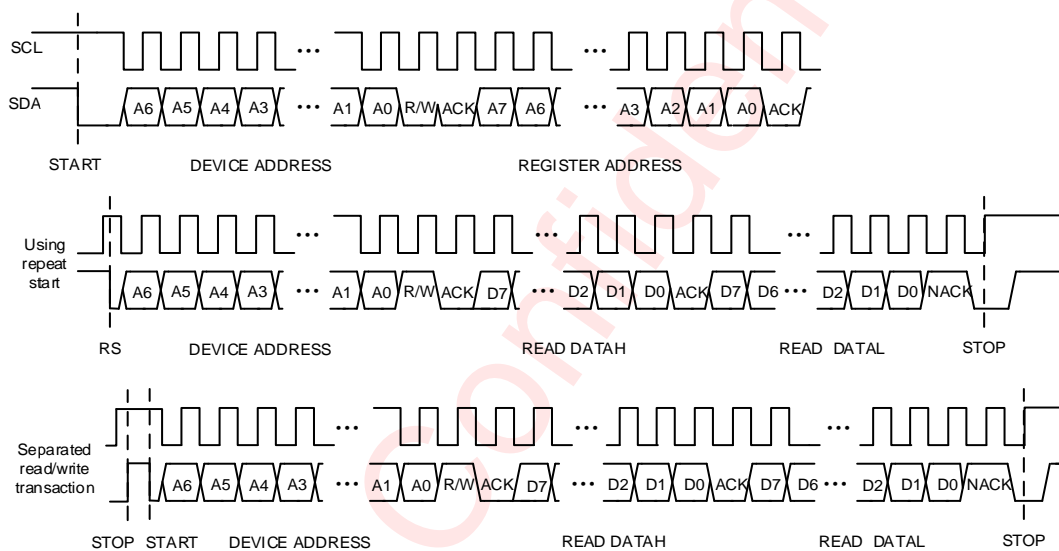 SCL
SDA A6 A5 A4 A3 ... A1 A0 R/W ACK A7 A6 ... A3 A2 A1 A0 ACK
START DEVICE ADDRESS REGISTER ADDRESS
Using
repeat
start
A6 A5 A4 A3 ... A1 A0 R/W ACK D7 ... D2 D1 D0 ACK D7 D6 ... D2 D1 D0 NACK
RS DEVICE ADDRESS READ DATAH READ DATAL STOP
Separated
read/write
transaction
A6 A5 A4 A3 ... A1 A0 R/W ACK D7 ... D2 D1 D0 ACK D7 D6 ... D2 D1 D0 NACK
STOP START DEVICE ADDRESS READ DATAH READ DATAL STOP
Confiden